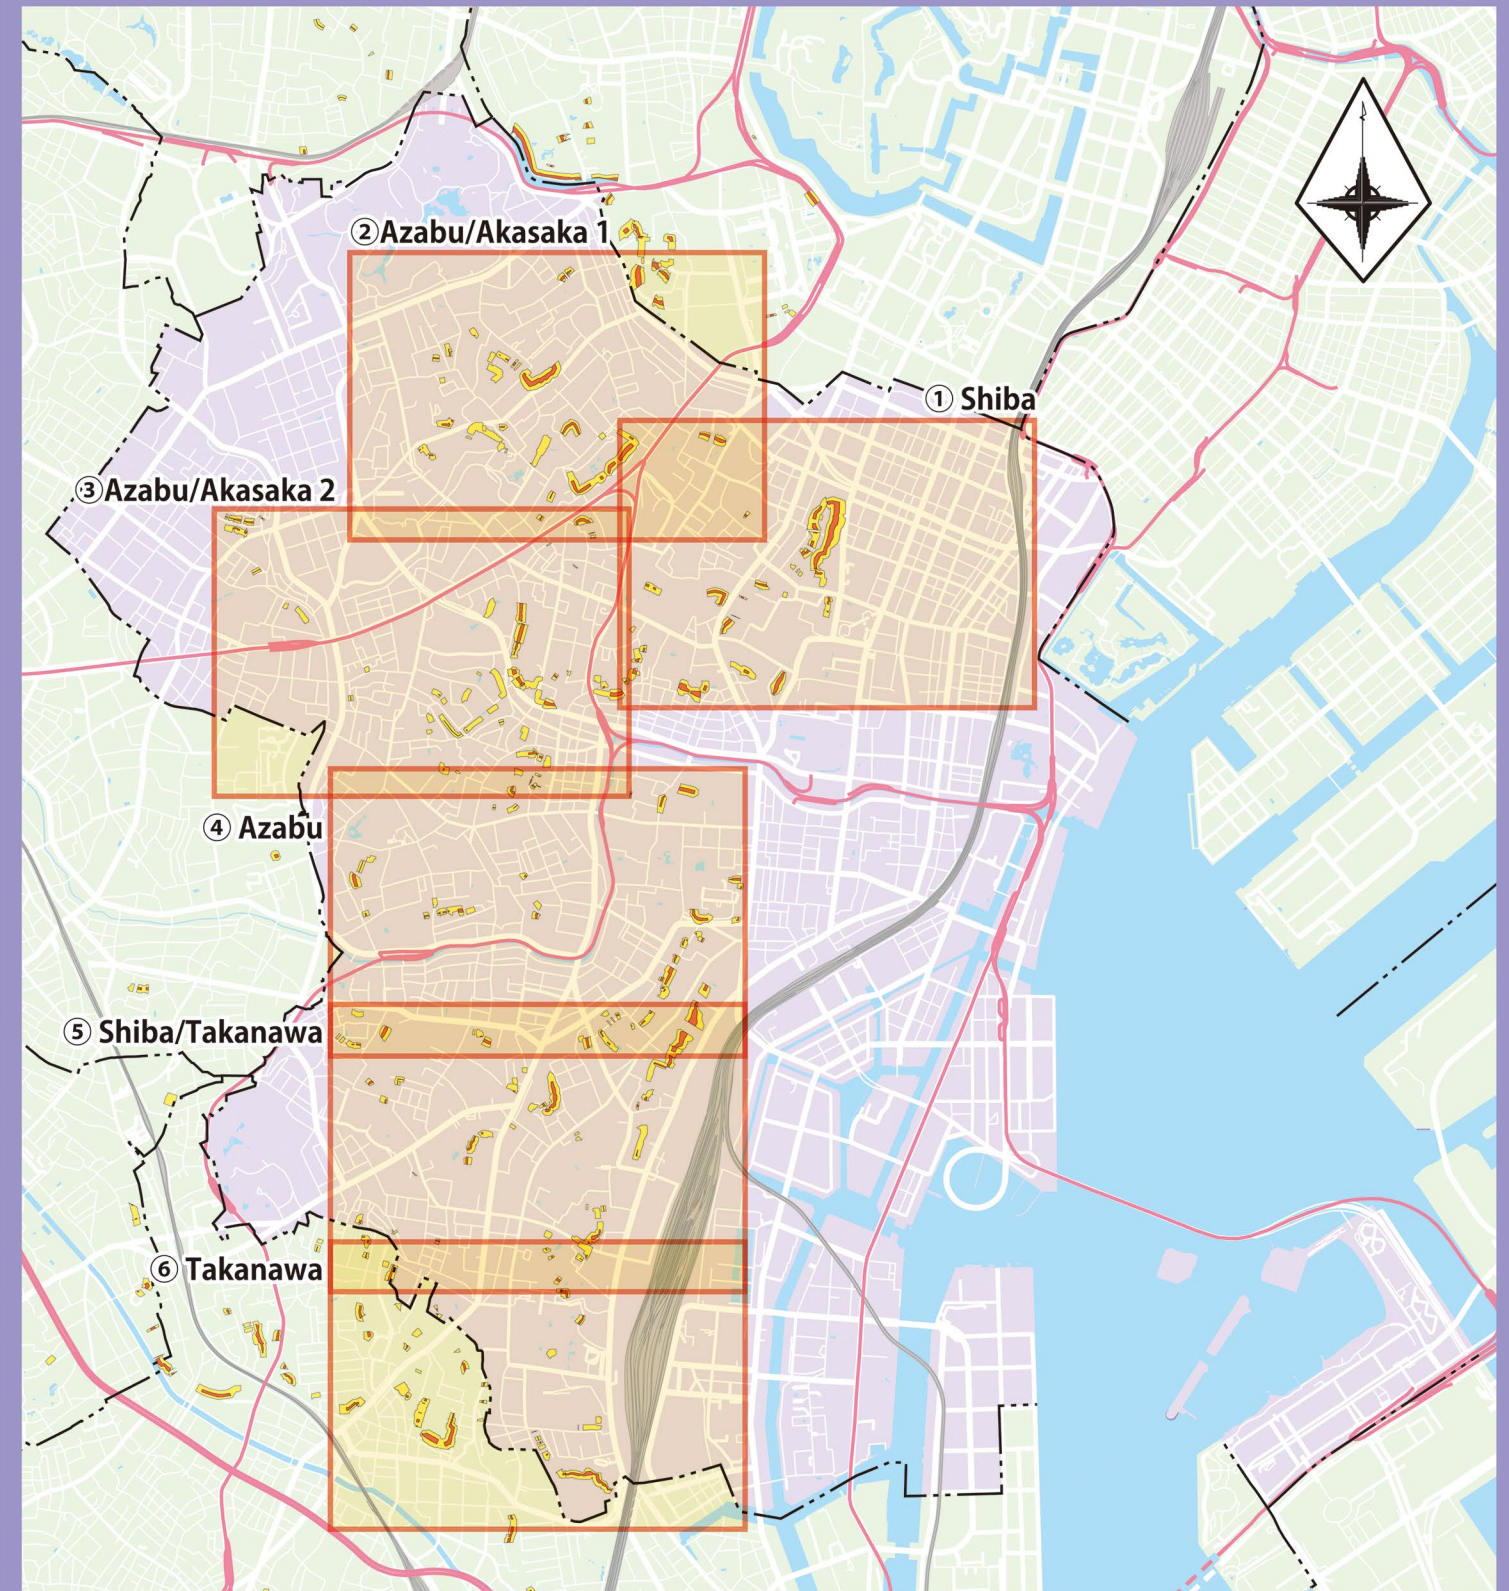 ②Azabu/Akasaka 1
① Shiba
③Azabu/Akasaka 2
④ Azabu
⑤ Shiba/Takanawa
⑥ Takanawa